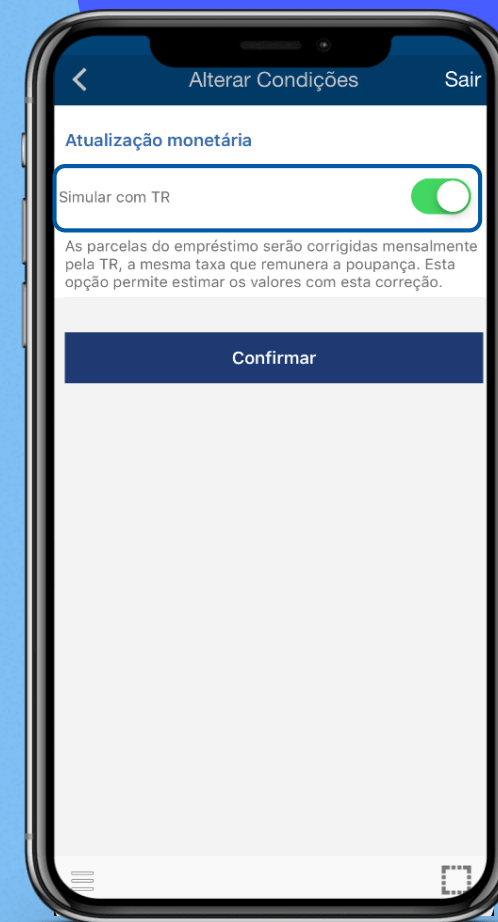 Alterar Condições Sair
Atualização monetária
Simular com TR
As parcelas do empréstimo serão corrigidas mensalmente
pela TR, a mesma taxa que remunera a poupança. Esta
opção permite estimar os valores com esta correção.
Confirmar